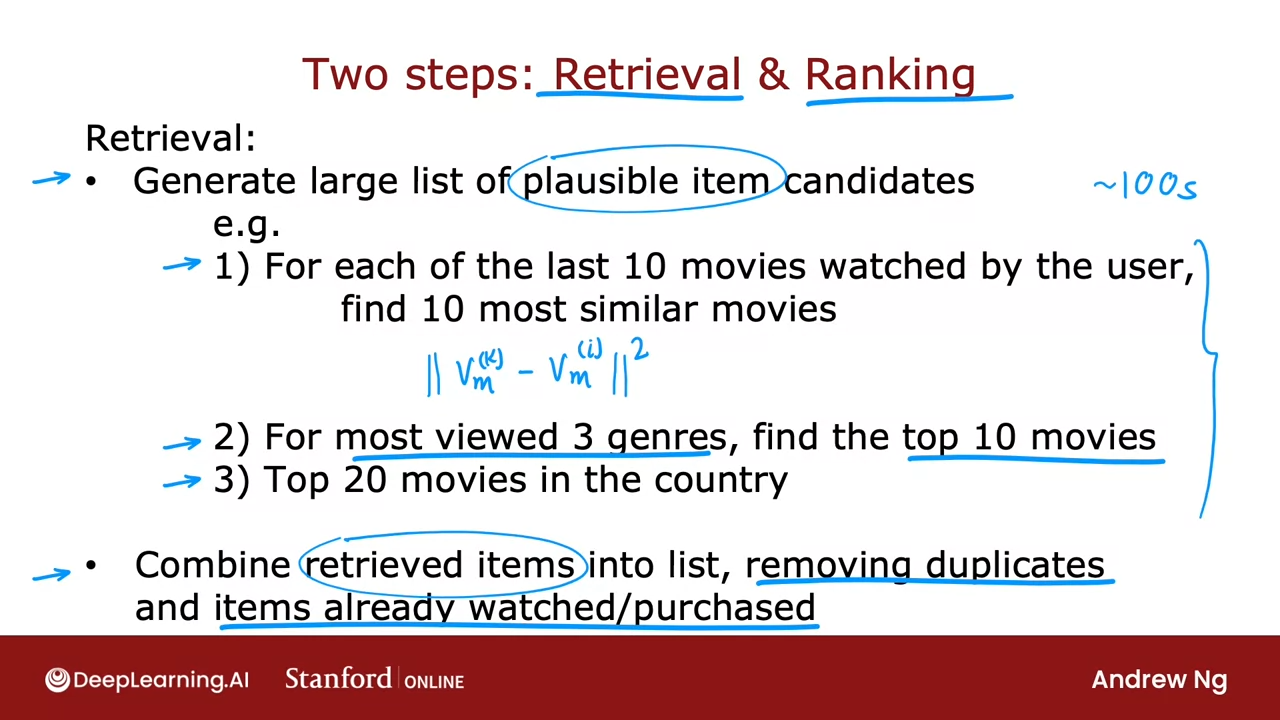 Two steps: Retrieval & Ranking
Retrieval:
• Generate large list of plausible item candidates ~100s
e.g.
1) For each of the last 10 movies watched by the user,
find 10 most similar movies
|| Vm(k) - Vm(i) ||2
2) For most viewed 3 genres, find the top 10 movies
3) Top 20 movies in the country
• Combine retrieved items into list, removing duplicates
and items already watched/purchased
DeepLearning.AI Stanford | ONLINE Andrew Ng